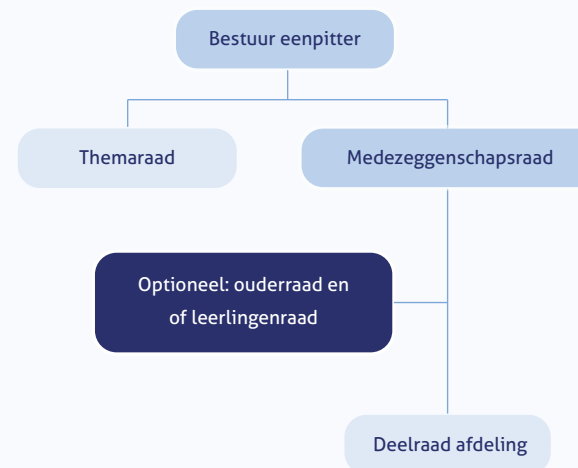 Bestuur eenpitter
Themaraad
Medezeggenschapsraad
Optioneel: ouderraad en
of leerlingenraad
Deelraad afdeling